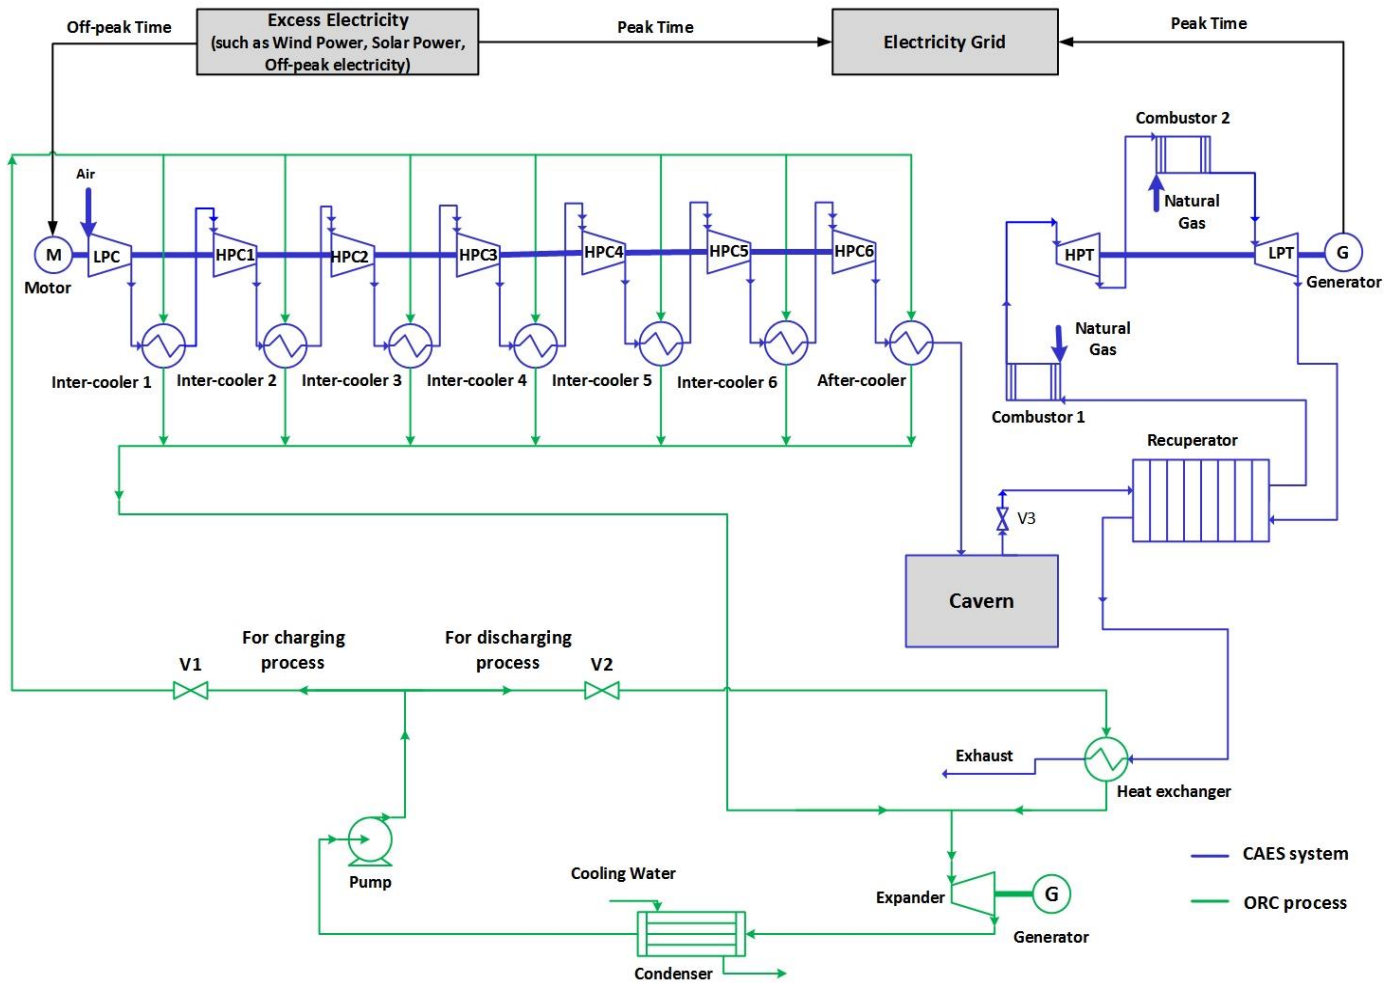 Off-peak Time
Excess Electricity
(such as Wind Power, Solar Power,
Off-peak electricity)
Peak Time
Electricity Grid
Peak Time
Combustor 2
Natural
Gas
Air
M
Motor
LPC
HPC1
HPC2
HPC3
HPC4
HPC5
HPC6
HPT
LPT
G
Generator
Natural
Gas
Combustor 1
Inter-cooler 1
Inter-cooler 2
Inter-cooler 3
Inter-cooler 4
Inter-cooler 5
Inter-cooler 6
After-cooler
Recuperator
V3
Cavern
For charging
process
For discharging
process
V1
V2
Exhaust
Heat exchanger
Pump
Cooling Water
Condenser
Expander
G
Generator
CAES system
ORC process